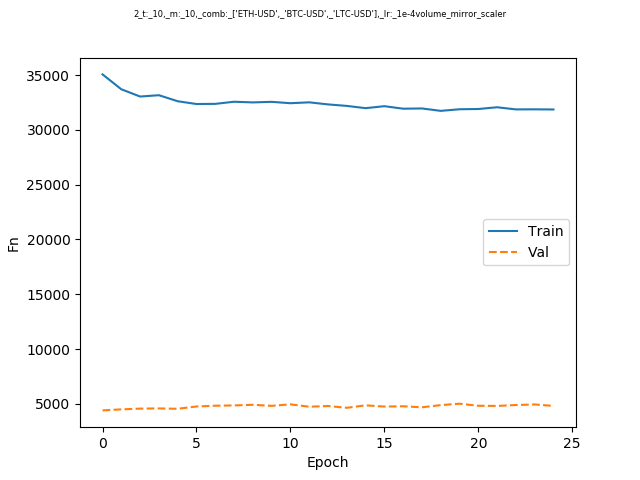 2_t:_10,_m:_10,_comb:_['ETH-USD',_'BTC-USD',_'LTC-USD'],_lr:_1e-4volume_mirror_scaler
35000
30000
25000
20000
15000
10000
5000
Fn
Train
Val
0 5 10 15 20 25
Epoch